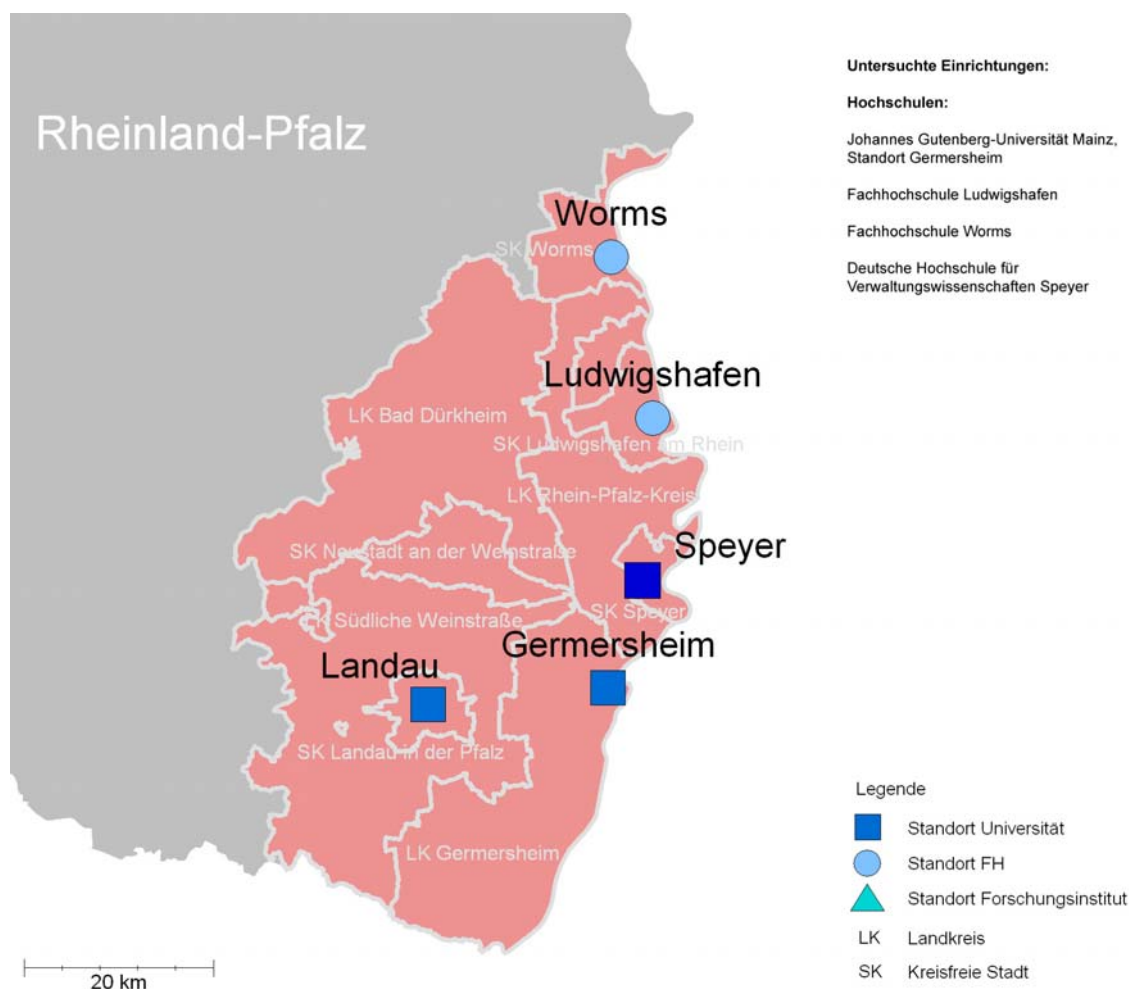 Rheinland-Pfalz
Worms
SK Worms
Ludwigshafen
LK Bad Dürkheim
SK Ludwigshafen am Rhein
LK Rhein-Pfalz-Kreis
SK Neustadt an der Weinstraße
Speyer
SK Speyer
LK Südliche Weinstraße
Germersheim
Landau
SK Landau in der Pfalz
LK Germersheim
20 km
Untersuchte Einrichtungen:
Hochschulen:
Johannes Gutenberg-Universität Mainz,
Standort Germersheim
Fachhochschule Ludwigshafen
Fachhochschule Worms
Deutsche Hochschule für
Verwaltungswissenschaften Speyer
Legende
Standort Universität
Standort FH
Standort Forschungsinstitut
LK Landkreis
SK Kreisfreie Stadt